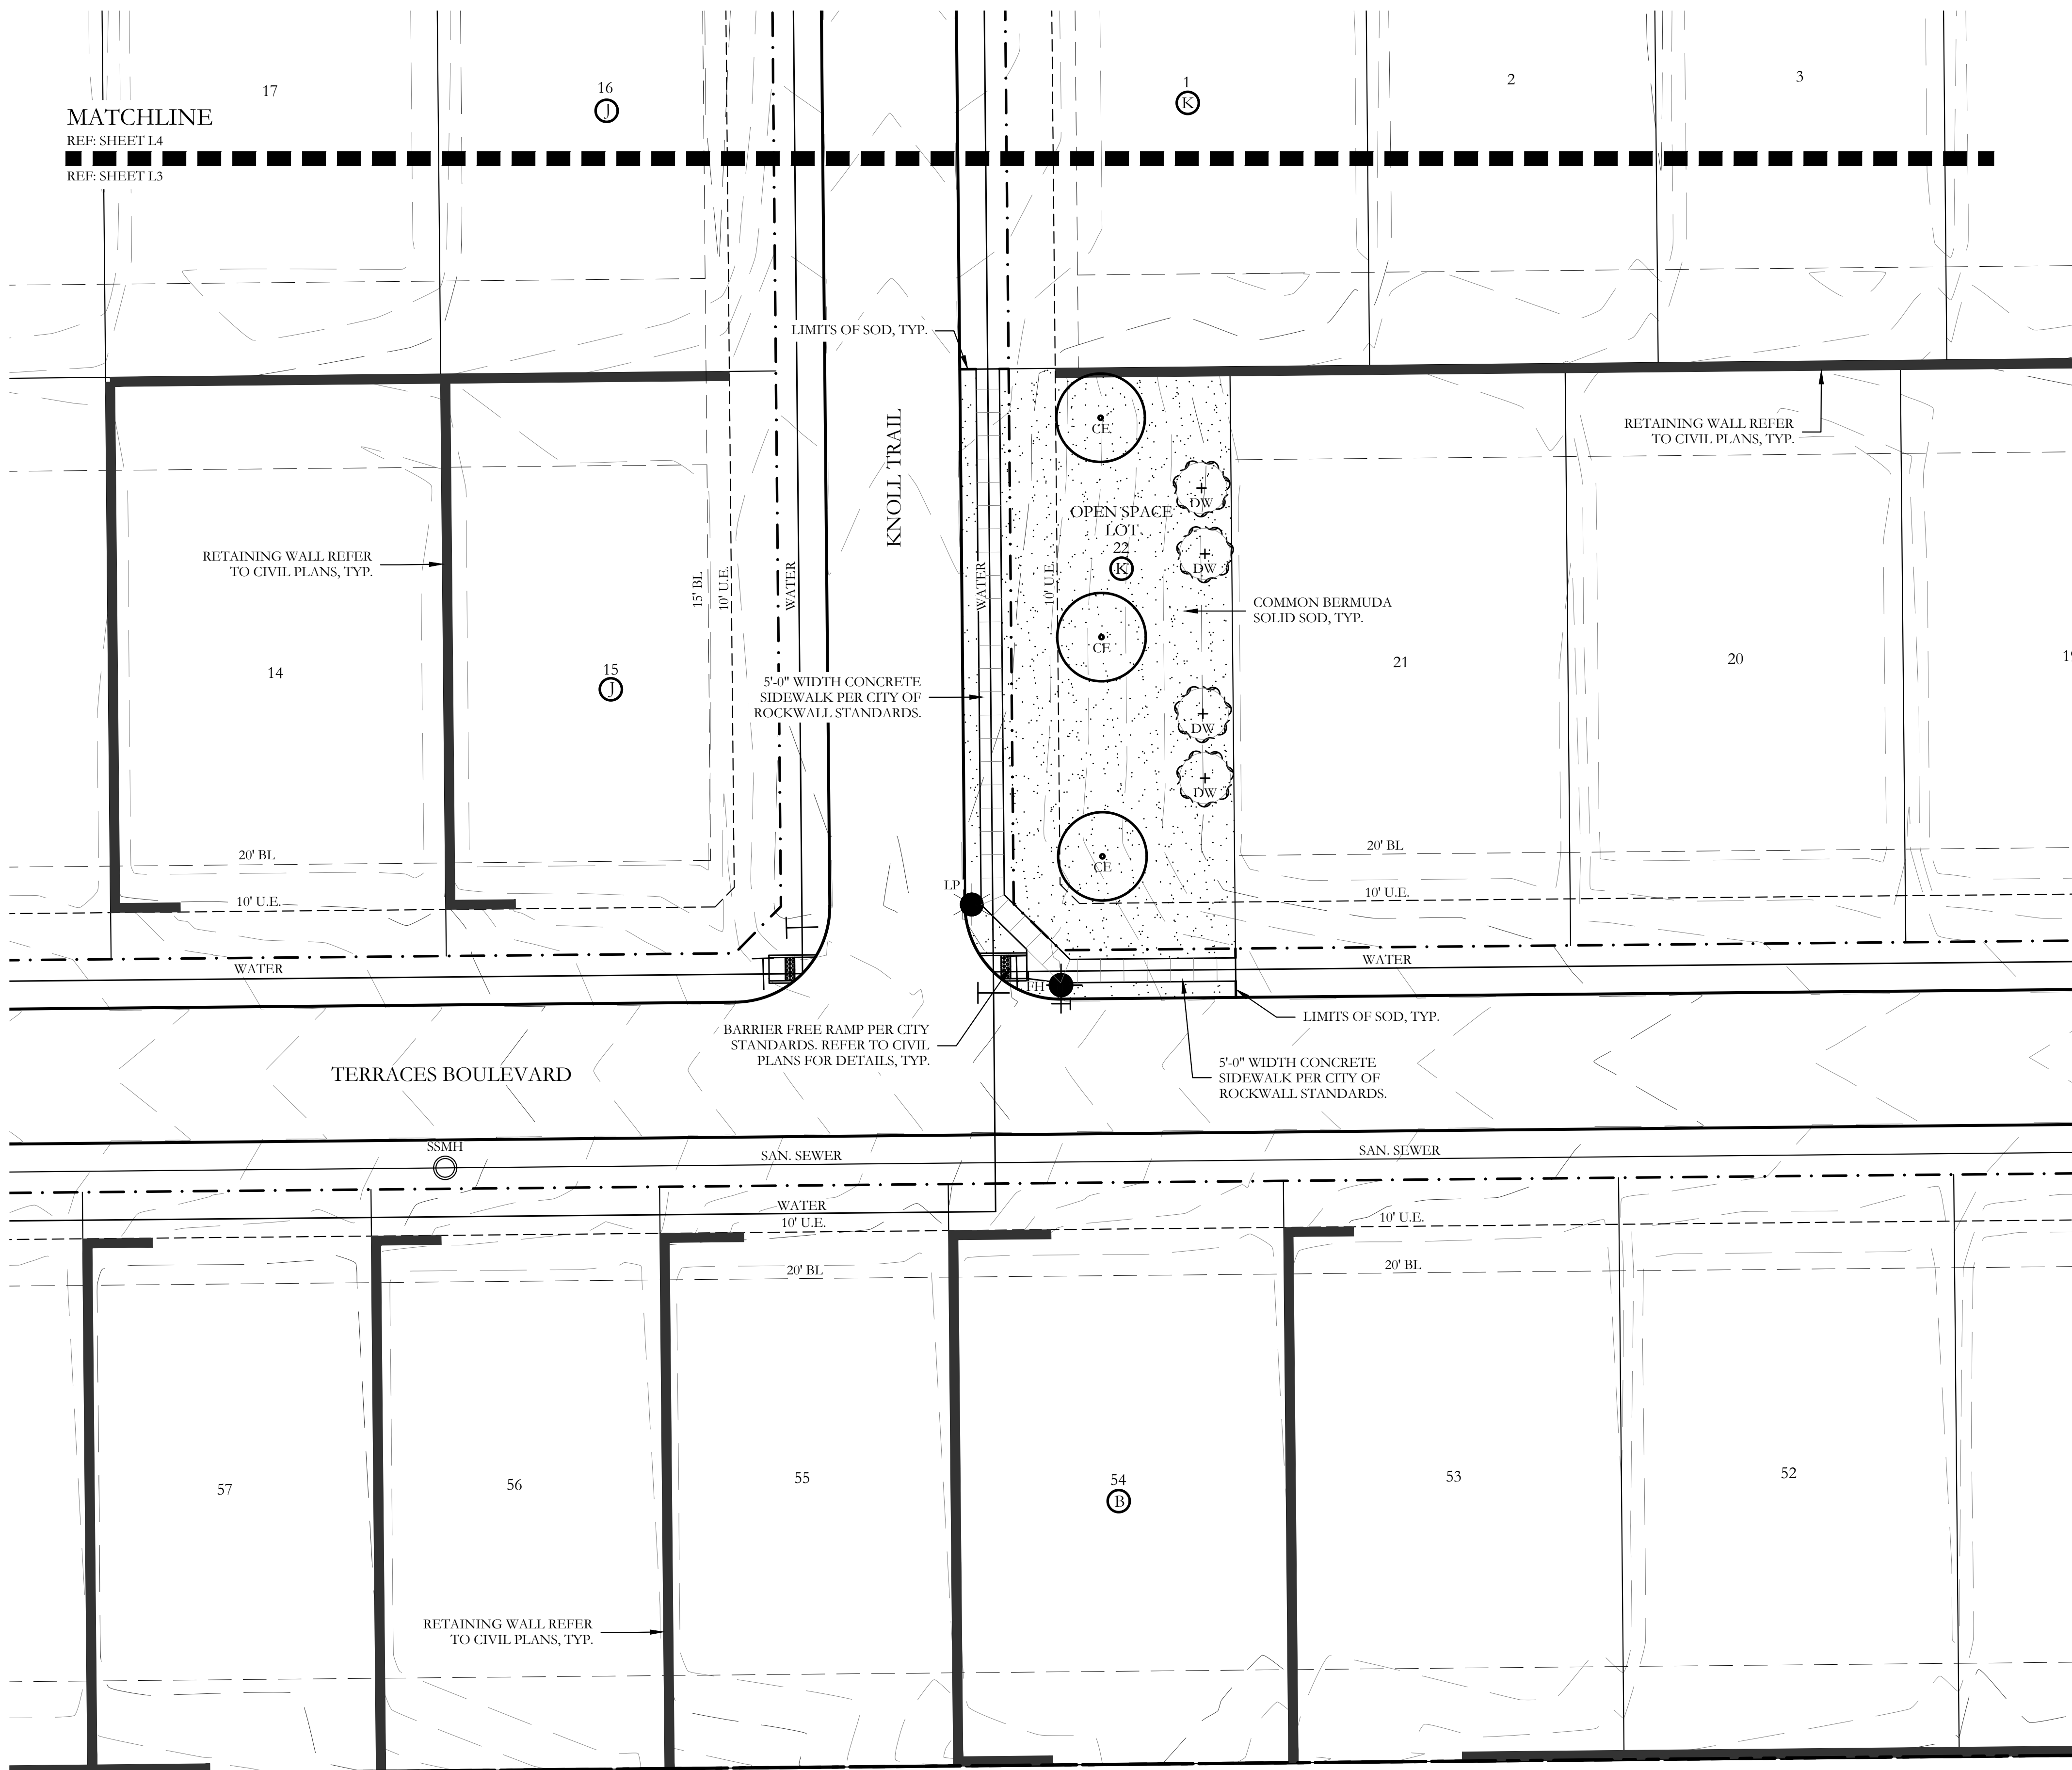 17
16
J
1
K
2
3
MATCHLINE
REF: SHEET L4
REF: SHEET L3
LIMITS OF SOD, TYP.
KNOLL TRAIL
RETAINING WALL REFER
TO CIVIL PLANS, TYP.
CE
DW
OPEN SPACE
LOT
22
K
DW
RETAINING WALL REFER
TO CIVIL PLANS, TYP.
15' BL
10' U.E.
WATER
WATER
10' U.E.
COMMON BERMUDA
SOLID SOD, TYP.
CE
14
15
J
21
20
5'-0" WIDTH CONCRETE
SIDEWALK PER CITY OF
ROCKWALL STANDARDS.
DW
DW
20' BL
20' BL
CE
LP
10' U.E.
10' U.E.
WATER
WATER
FH
LIMITS OF SOD, TYP.
BARRIER FREE RAMP PER CITY
STANDARDS. REFER TO CIVIL
PLANS FOR DETAILS, TYP.
5'-0" WIDTH CONCRETE
SIDEWALK PER CITY OF
ROCKWALL STANDARDS.
TERRACES BOULEVARD
SSMH
SAN. SEWER
SAN. SEWER
WATER
10' U.E.
10' U.E.
20' BL
20' BL
57
56
55
54
B
53
52
RETAINING WALL REFER
TO CIVIL PLANS, TYP.